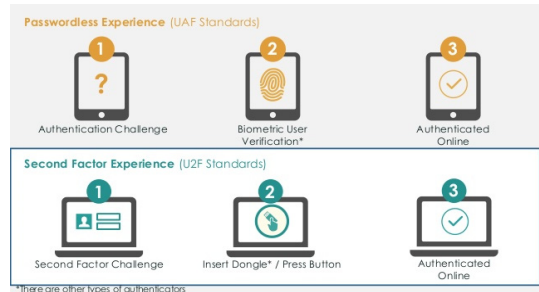 Passwordless Experience (UAF Standards)
1 2 3
?
Authentication Challenge Biometric User Authenticated
Verification* Online
Second Factor Experience (U2F Standards)
1 2 3
Second Factor Challenge Insert Dongle* / Press Button Authenticated
Online
*There are other types of authenticators